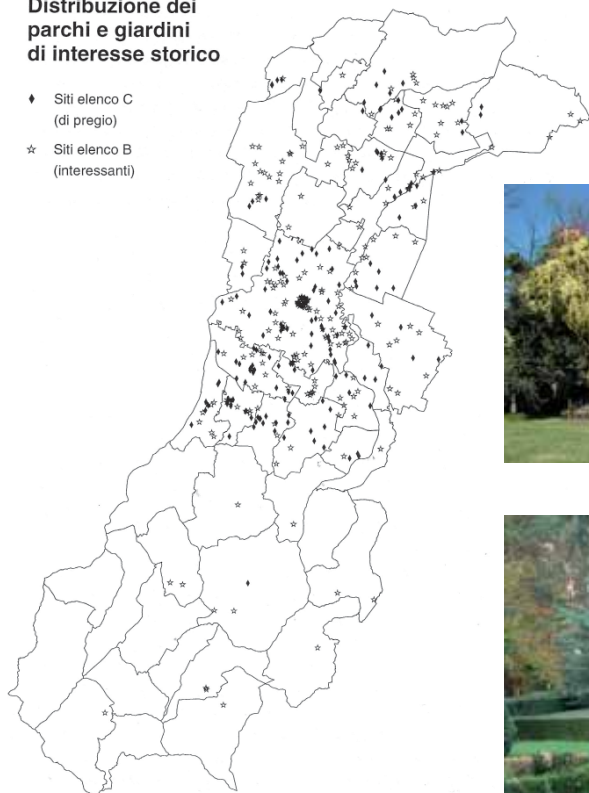 Distribuzione dei
parchi e giardini
di interesse storico
Siti elenco C
(di pregio)
Siti elenco B
(interessanti)